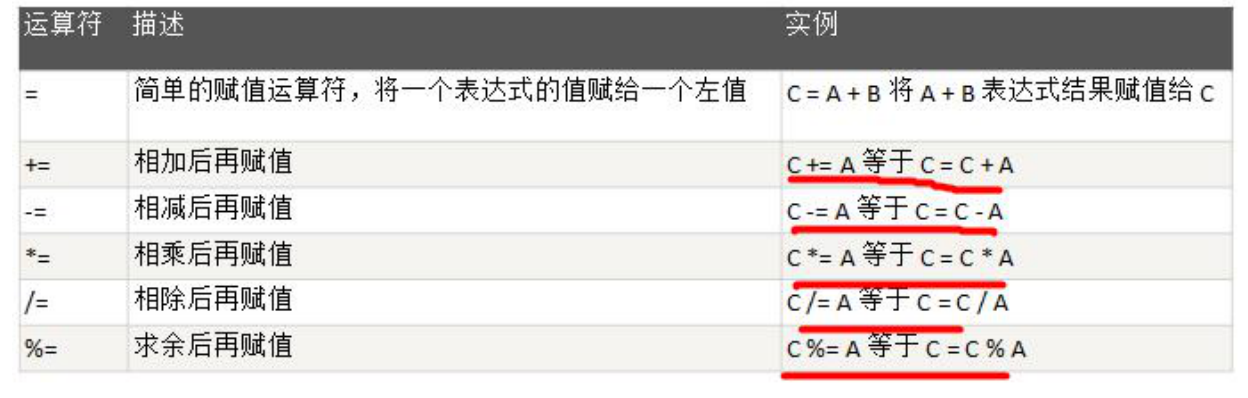 运算符 描述 实例
= 简单的赋值运算符，将一个表达式的值赋给一个左值 C = A + B 将 A + B 表达式结果赋值给 C
+= 相加后再赋值 C += A 等于 C = C + A
-= 相减后再赋值 C -= A 等于 C = C - A
*= 相乘后再赋值 C *= A 等于 C = C * A
/= 相除后再赋值 C /= A 等于 C = C / A
%= 求余后再赋值 C %= A 等于 C = C % A